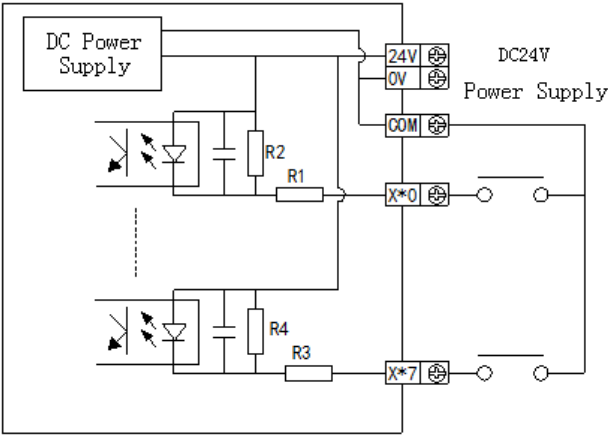 DC Power
Supply
24V
0V
DC24V
Power Supply
COM
R2
R1
X*0
R4
R3
X*7